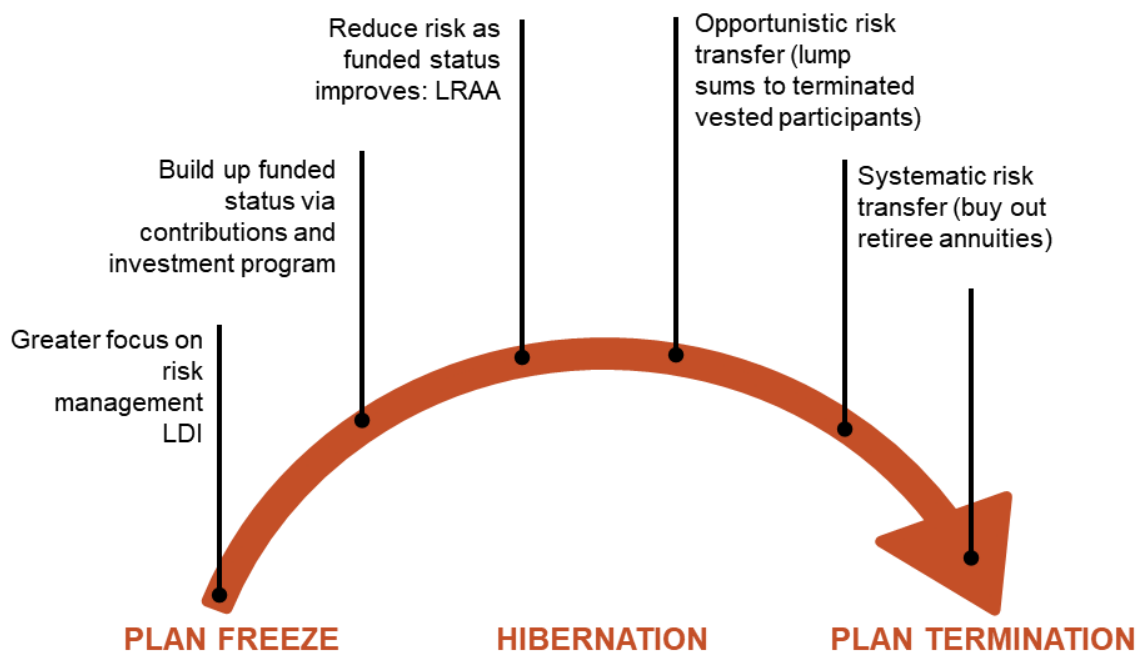 Greater focus on
risk
management
LDI
Build up funded
status via
contributions and
investment program
Reduce risk as
funded status
improves: LRAA
Opportunistic risk
transfer (lump
sums to terminated
vested participants)
Systematic risk
transfer (buy out
retiree annuities)
PLAN FREEZE
HIBERNATION
PLAN TERMINATION